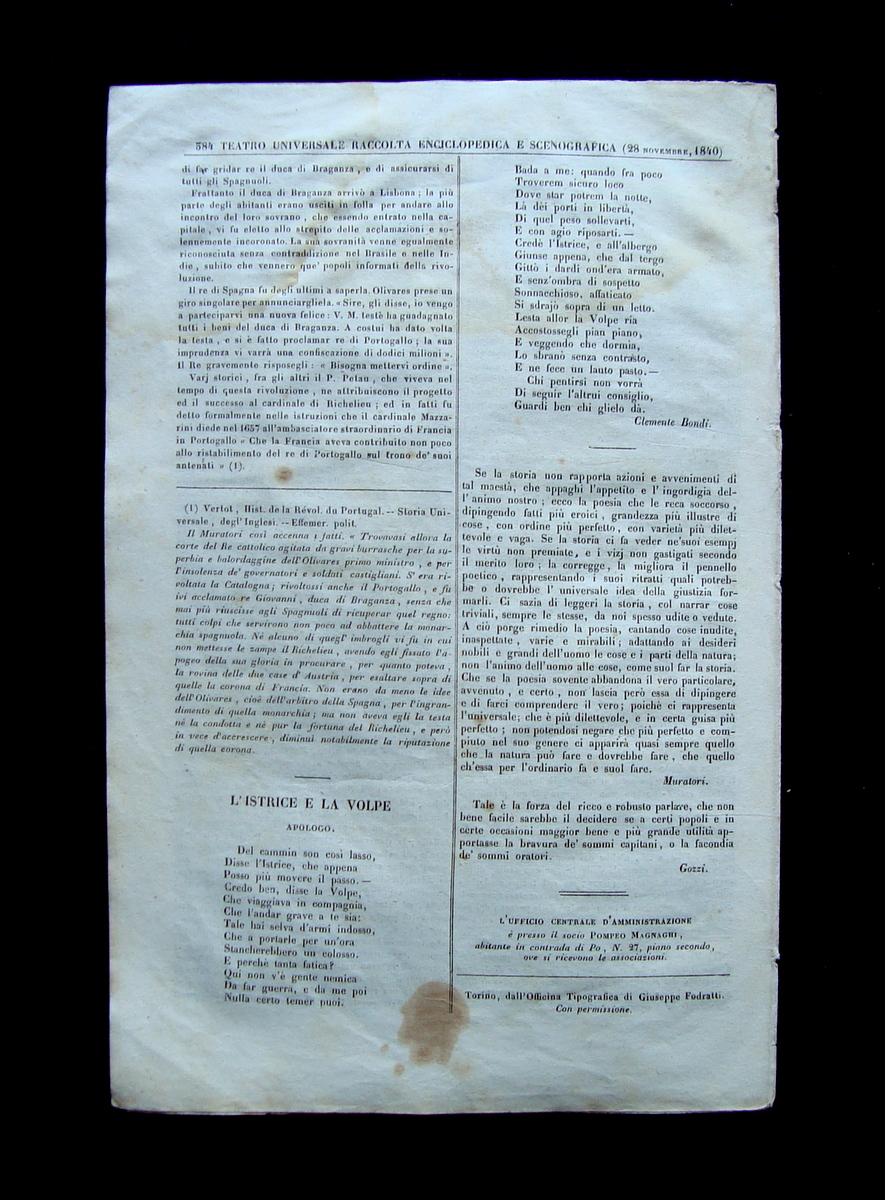 384 TEATRO UNIVERSALE RACCOLTA ENCICLOPEDICA E SCENOGRAFICA (28 NOVEMBRE, 1840)
di far gridar re il duca di Braganza , e di assicurarsi di
tutti gli Spagnuoli.
Frattanto il duca di Braganza arrivò a Lisbona ; la più
parte degli abitanti erano usciti in folla per andare allo
incontro del loro sovrano , che essendo entrato nella ca-
pitale , vi fu eletto allo strepito delle acclamazioni e so-
lennemente incoronato. La sua sovranità venne egualmente
riconosciuta senza contraddizione nel Brasile e nelle In-
die , subito che vennero que' popoli informati della rivo-
luzione.
Il re di Spagna fu degli ultimi a saperla. Olivares prese un
giro singolare per annunciargliela. « Sire, gli disse, io vengo
a parteciparvi una nuova felice : V. M. testè ha guadagnato
tutti i beni del duca di Braganza. A costui ha dato volta
la testa , e si è fatto proclamar re di Portogallo ; la sua
imprudenza vi varrà una confiscazione di dodici milioni ».
Il Re gravemente risposegli : « Bisogna mettervi ordine ».
Varj storici , fra gli altri il P. Petau , che viveva nel
tempo di questa rivoluzione , ne attribuiscono il progetto
ed il successo al cardinale di Richelieu ; ed in fatti fu
detto formalmente nelle istruzioni che il cardinale Mazza-
rini diede nel 1657 all'ambasciatore straordinario di Francia
in Portogallo « Che la Francia aveva contribuito non poco
allo ristabilimento del re di Portogallo sul trono de' suoi
antenati » (1).
(1) Vertot , Hist. de la Révol. du Portugal. -- Storia Uni-
versale , degl' Inglesi. -- Effemer. polit.
Il Muratori così accenna i fatti. « Trovavasi allora la
corte del Re cattolico agitata da gravi burrasche per la su-
perbia e balordaggine dell'Olivares primo ministro , e per
l'insolenza de' governatori e soldati castigliani. S' era ri-
voltata la Catalogna ; rivoltossi anche il Portogallo , e fu
ivi acclamato re Giovanni , duca di Braganza , senza che
mai più riuscisse agli Spagnuoli di ricuperar quel regno:
tutti colpi che servirono non poco ad abbattere la monar-
chia spagnuola. Nè alcuno di quegl' imbrogli vi fu in cui
non mettesse le zampe il Richelieu , avendo egli fissato l'a-
pogeo della sua gloria in procurare , per quanto poteva ,
la rovina delle due case d' Austria , per esaltare sopra di
quelle la corona di Francia. Non erano da meno le idee
dell'Olivares , cioè dell'arbitro della Spagna , per l'ingran-
dimento di quella monarchia ; ma non aveva egli la testa
nè la condotta e nè pur la fortuna del Richelieu , e però
in vece d'accrescere , diminuì notabilmente la riputazione
di quella corona.
L'ISTRICE E LA VOLPE
APOLOGO.
Del cammin son così lasso,
Disse l'Istrice, che appena
Posso più movere il passo. —
Credo ben, disse la Volpe,
Che viaggiava in compagnia,
Che l'andar grave a te sia:
Tale hai selva d'armi indosso,
Che a portarle per un'ora
Stancherebbero un colosso.
E perchè tanta fatica?
Qui non v'è gente nemica
Da far guerra, e da me poi
Nulla certo temer puoi.
Bada a me: quando fra poco
Troverem sicuro loco
Dove star potrem la notte,
Là dei porti in libertà,
Di quel peso sollevarti,
E con agio riposarti. —
Credè l'Istrice, e all'albergo
Giunse appena, che dal tergo
Gittò i dardi ond'era armato,
E senz'ombra di sospetto
Sonnacchioso, affaticato
Si sdrajò sopra di un letto.
Lesta allor la Volpe ria
Accostossegli pian piano,
E veggendo che dormia,
Lo sbranò senza contrasto,
E ne fece un lauto pasto. —
Chi pentirsi non vorrà
Di seguir l'altrui consiglio,
Guardi ben chi glielo dà.
Clemente Bondi.
Se la storia non rapporta azioni e avvenimenti di
tal maestà, che appaghi l'appetito e l' ingordigia del-
l' animo nostro ; ecco la poesia che le reca soccorso ,
dipingendo fatti più eroici , grandezza più illustre di
cose , con ordine più perfetto, con varietà più dilet-
tevole e vaga. Se la storia ci fa veder ne'suoi esempj
le virtù non premiate, e i vizj non gastigati secondo
il merito loro ; la corregge, la migliora il pennello
poetico , rappresentando i suoi ritratti quali potreb-
be o dovrebbe l' universale idea della giustizia for-
marli. Ci sazia di leggeri la storia , col narrar cose
triviali, sempre le stesse, da noi spesso udite o vedute.
A ciò porge rimedio la poesia, cantando cose inudite,
inaspettate , varie e mirabili ; adattando ai desideri
nobili e grandi dell'uomo le cose e i parti della natura;
non l'animo dell'uomo alle cose, come suol far la storia.
Che se la poesia sovente abbandona il vero particolare,
avvenuto , e certo , non lascia però essa di dipingere
e di farci comprendere il vero ; poichè ci rappresenta
l'universale; che è più dilettevole, e in certa guisa più
perfetto ; non potendosi negare che più perfetto e com-
piuto nel suo genere ci apparirà quasi sempre quello
che la natura può fare e dovrebbe fare , che quello
ch'essa per l'ordinario fa e suol fare.
Muratori.
Tale è la forza del ricco e robusto parlare, che non
bene facile sarebbe il decidere se a certi popoli e in
certe occasioni maggior bene e più grande utilità ap-
portasse la bravura de' sommi capitani, o la facondia
de' sommi oratori.
Gozzi.
L'UFFICIO CENTRALE D'AMMINISTRAZIONE
è presso il socio POMPEO MAGNAGHI ,
abitante in contrada di Po , N. 27, piano secondo,
ove si ricevono le associazioni.
Torino, dall'Officina Tipografica di Giuseppe Fodratti.
Con permissione.